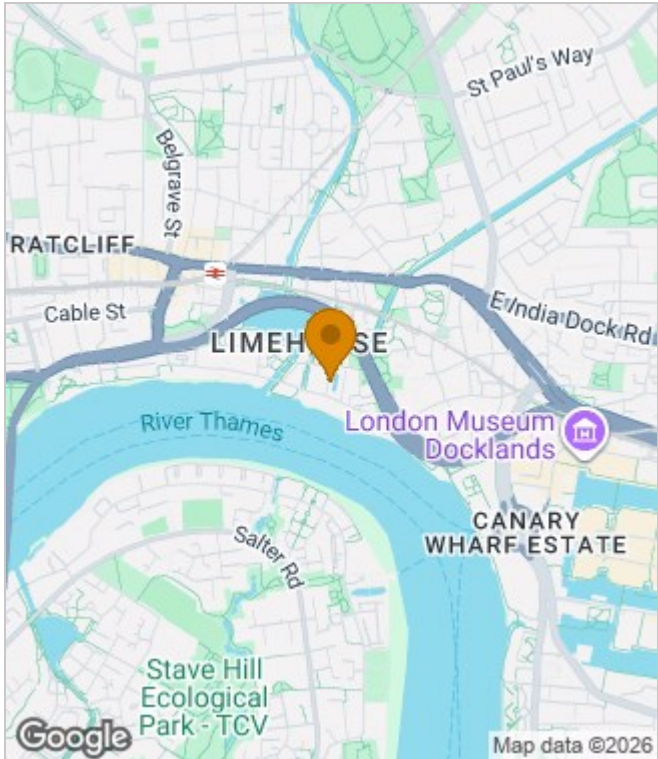 St Paul's Way
Belgrave St
RATCLIFF
Cable St
E India Dock Rd
LIMEH SE
River Thames
London Museum
Docklands
CANARY
WHARF ESTATE
Salter Rd
Stave Hill
Ecological
Park - TCV
Google
Map data ©2026